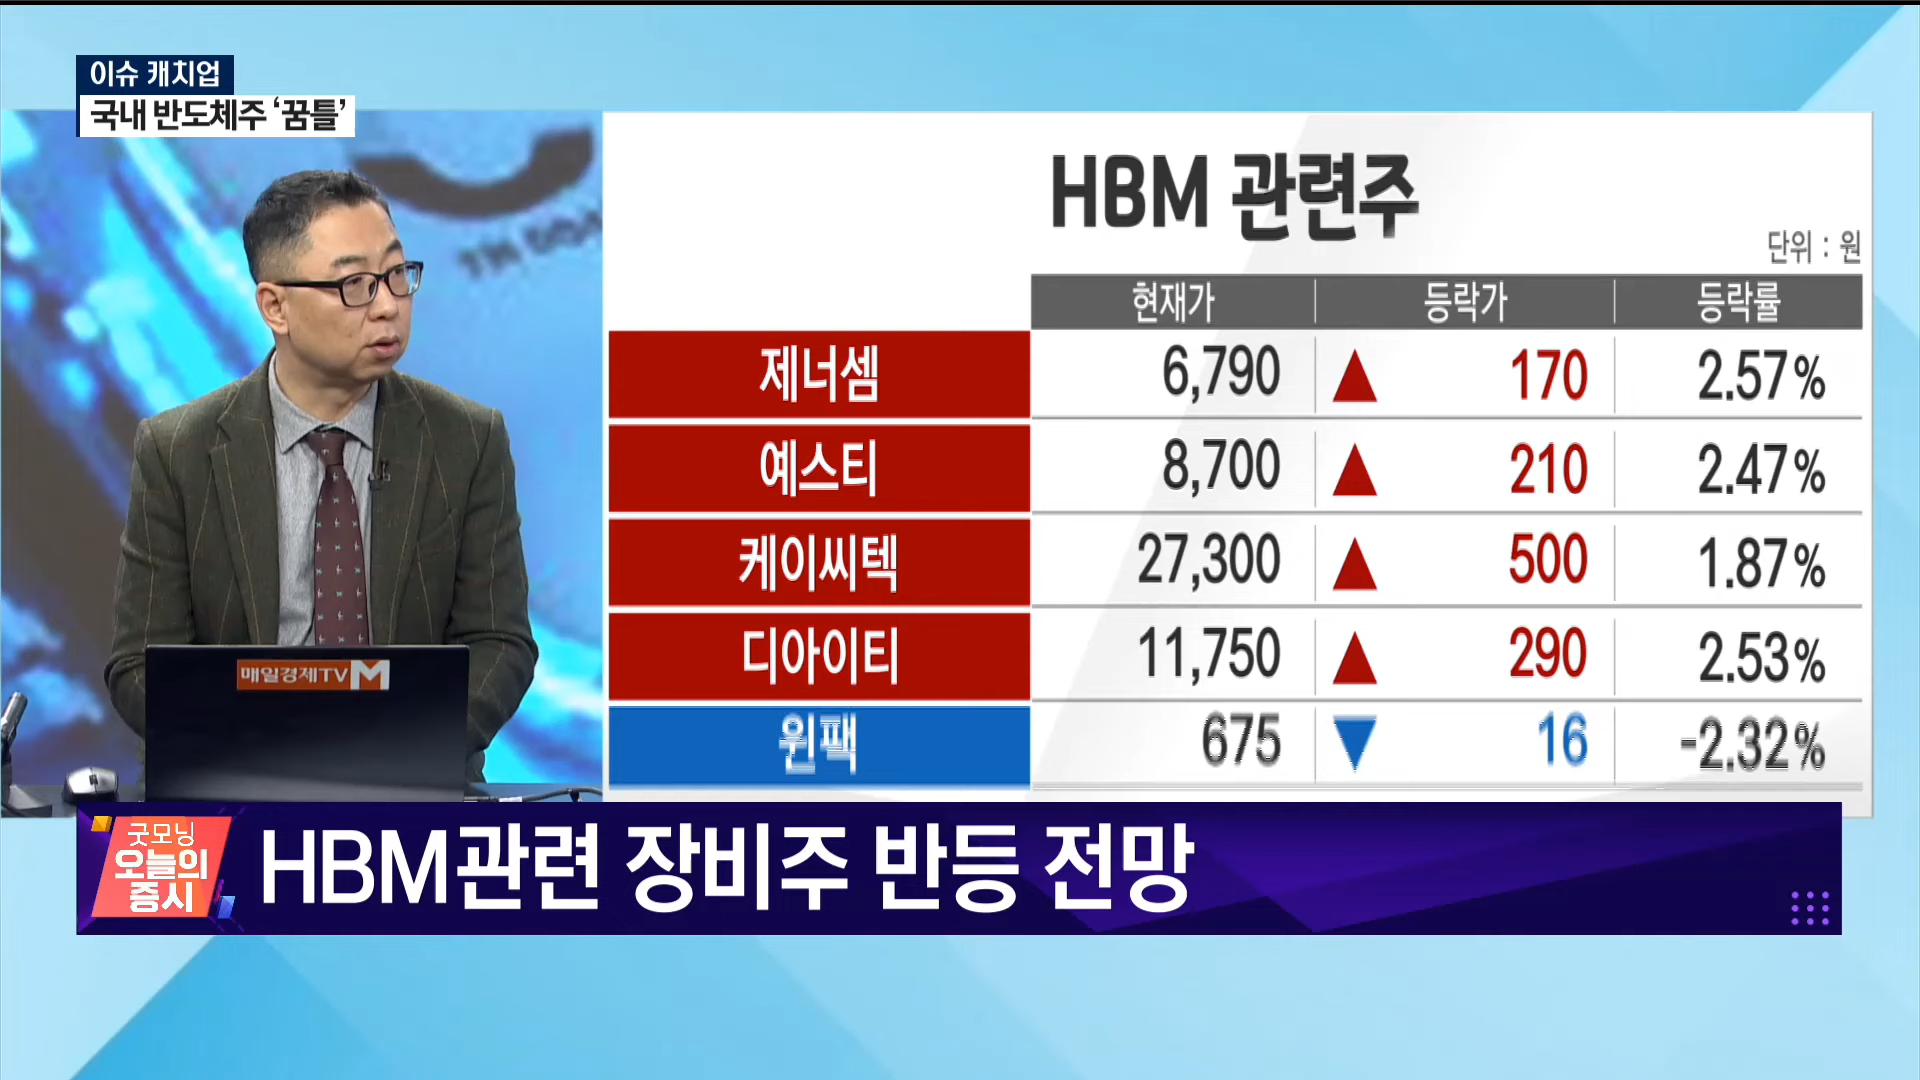 이슈 캐치업
국내 반도체주 ‘꿈틀’
HBM 관련주
단위 : 원
현재가 등락가 등락률
제너셈 6,790 ▲ 170 2.57%
예스티 8,700 ▲ 210 2.47%
케이씨텍 27,300 ▲ 500 1.87%
디아이티 11,750 ▲ 290 2.53%
윈팩 675 ▼ 16 -2.32%
매일경제TV M
굿모닝
오늘의
증시
HBM관련 장비주 반등 전망